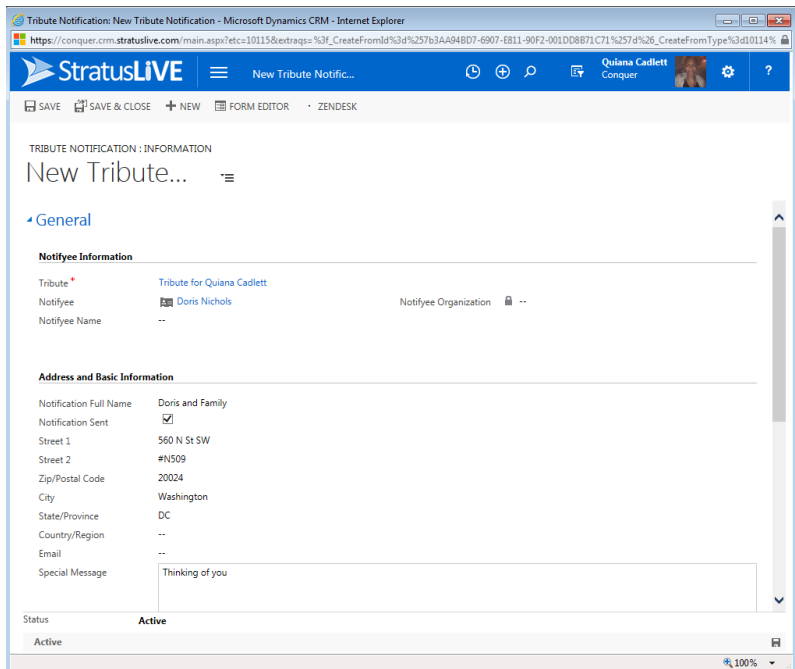 Tribute Notification: New Tribute Notification - Microsoft Dynamics CRM - Internet Explorer
https://conquer.crm.stratuslive.com/main.aspx?etc=10115&extraqs=%3f_CreateFromId%3d%257b3AA94BD7-6907-E811-90F2-001DD8B71C71%257d%26_CreateFromType%3d10114%
StratusLiVE New Tribute Notific... Quiana Cadlett ?
Conquer
SAVE SAVE & CLOSE + NEW FORM EDITOR · ZENDESK
TRIBUTE NOTIFICATION : INFORMATION
New Tribute...
General
Notifyee Information
Tribute * Tribute for Quiana Cadlett
Notifyee Doris Nichols Notifyee Organization --
Notifyee Name --
Address and Basic Information
Notification Full Name Doris and Family
Notification Sent
Street 1 560 N St SW
Street 2 #N509
Zip/Postal Code 20024
City Washington
State/Province DC
Country/Region --
Email --
Special Message Thinking of you
Status Active
Active
100%